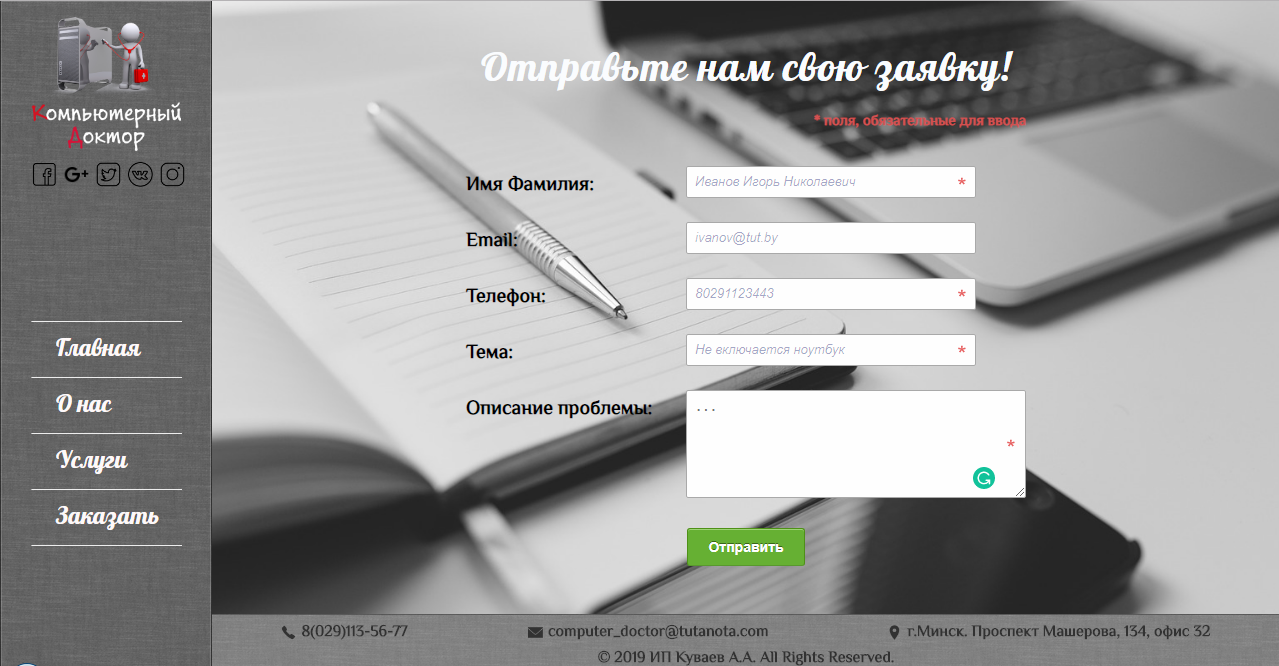 Компьютерный
Доктор
G+
Главная
О нас
Услуги
Заказать
Отправьте нам свою заявку!
* поля, обязательные для ввода
Имя Фамилия:
Иванов Игорь Николаевич *
Email:
ivanov@tut.by
Телефон:
80291123443 *
Тема:
Не включается ноутбук *
Описание проблемы:
...
*
Отправить
8(029)113-56-77
computer_doctor@tutanota.com
г.Минск. Проспект Машерова, 134, офис 32
© 2019 ИП Куваев А.А. All Rights Reserved.